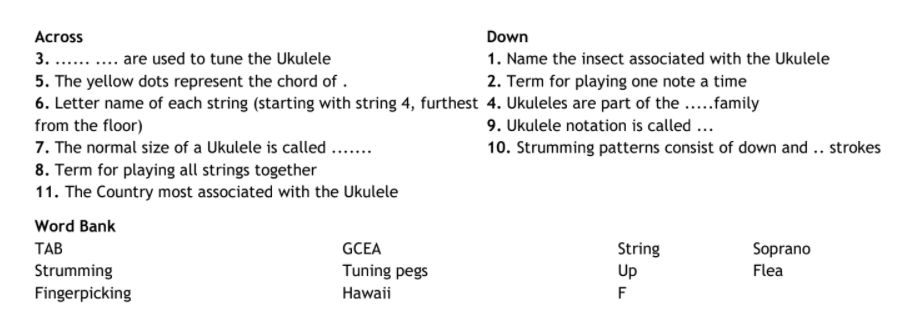 Across
3. ...... .... are used to tune the Ukulele
5. The yellow dots represent the chord of .
6. Letter name of each string (starting with string 4, furthest
from the floor)
7. The normal size of a Ukulele is called .......
8. Term for playing all strings together
11. The Country most associated with the Ukulele
Down
1. Name the insect associated with the Ukulele
2. Term for playing one note a time
4. Ukuleles are part of the .....family
9. Ukulele notation is called ...
10. Strumming patterns consist of down and .. strokes
Word Bank
TAB GCEA String Soprano
Strumming Tuning pegs Up Flea
Fingerpicking Hawaii F